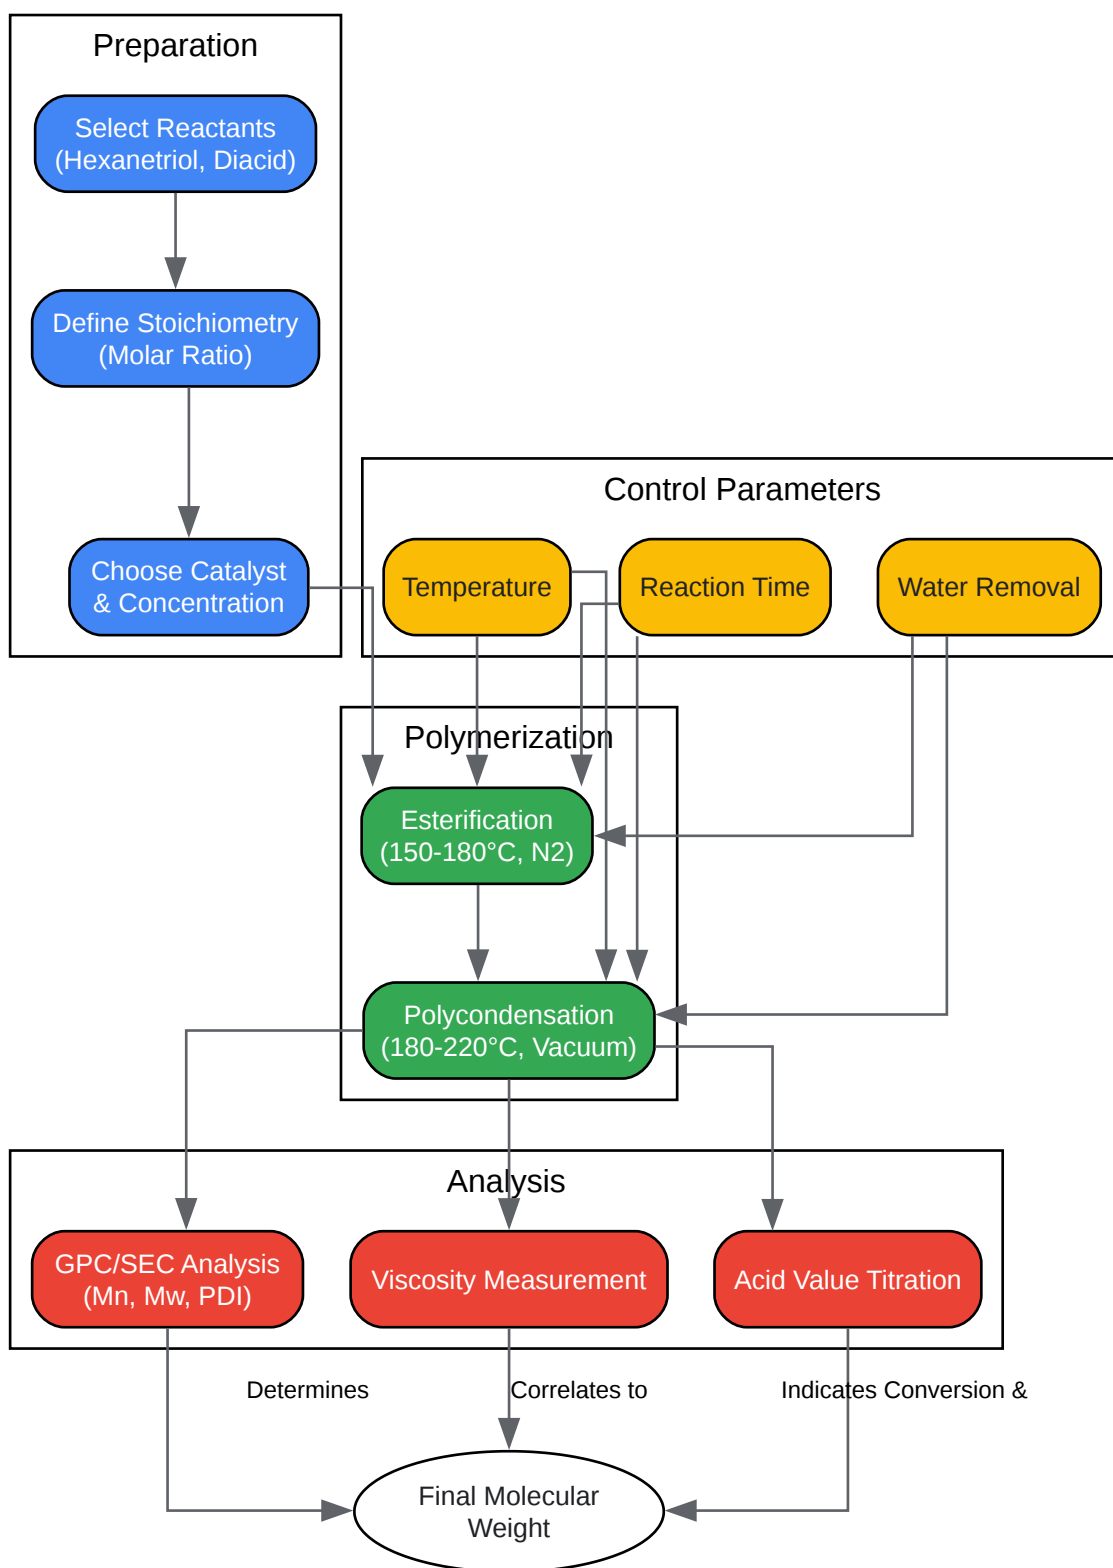 Preparation
Select Reactants
(Hexanetriol, Diacid)
Define Stoichiometry
(Molar Ratio)
Choose Catalyst
& Concentration
Control Parameters
Temperature
Reaction Time
Water Removal
Polymerization
Esterification
(150-180°C, N2)
Polycondensation
(180-220°C, Vacuum)
Analysis
GPC/SEC Analysis
(Mn, Mw, PDI)
Viscosity Measurement
Acid Value Titration
Determines
Correlates to
Indicates Conversion &
Final Molecular
Weight